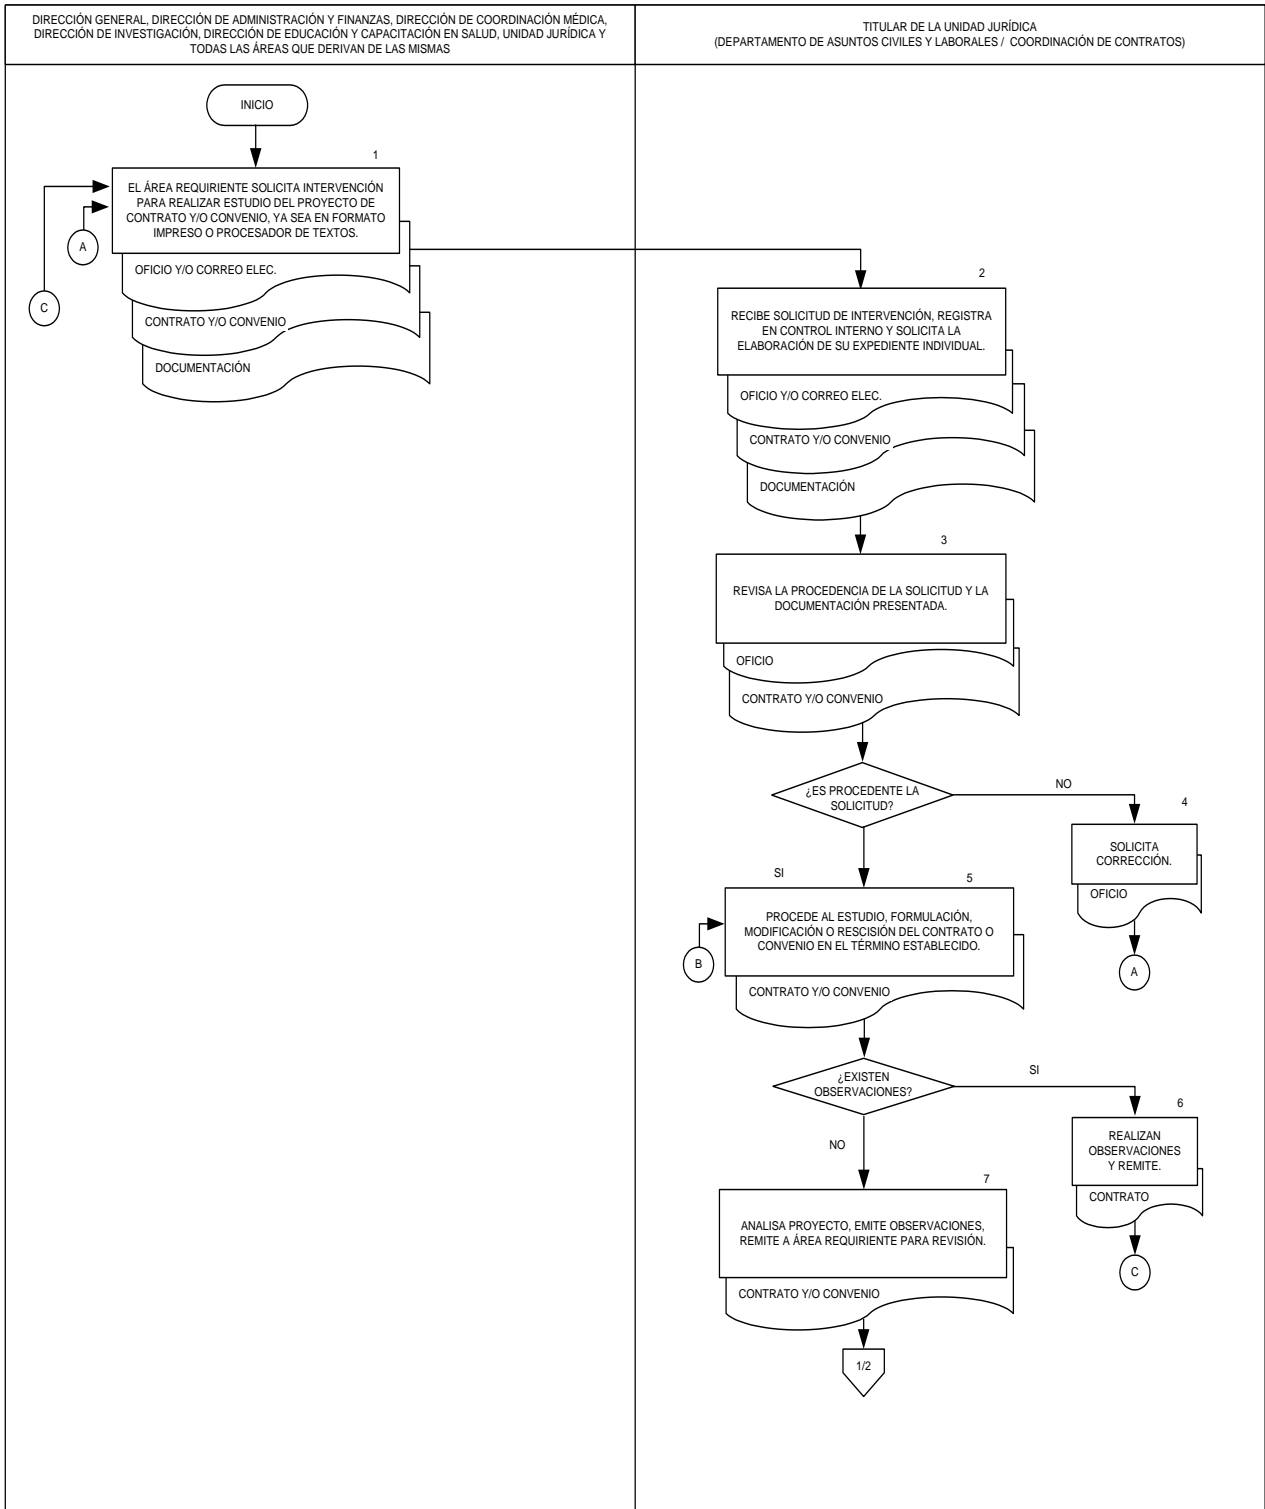 DIRECCIÓN GENERAL, DIRECCIÓN DE ADMINISTRACIÓN Y FINANZAS, DIRECCIÓN DE COORDINACIÓN MÉDICA,
DIRECCIÓN DE INVESTIGACIÓN, DIRECCIÓN DE EDUCACIÓN Y CAPACITACIÓN EN SALUD, UNIDAD JURÍDICA Y
TODAS LAS ÁREAS QUE DERIVAN DE LAS MISMAS
TITULAR DE LA UNIDAD JURÍDICA
(DEPARTAMENTO DE ASUNTOS CIVILES Y LABORALES / COORDINACIÓN DE CONTRATOS)
INICIO
1
EL ÁREA REQUIRIENTE SOLICITA INTERVENCIÓN
PARA REALIZAR ESTUDIO DEL PROYECTO DE
CONTRATO Y/O CONVENIO, YA SEA EN FORMATO
IMPRESO O PROCESADOR DE TEXTOS.
A
C
OFICIO Y/O CORREO ELEC.
CONTRATO Y/O CONVENIO
DOCUMENTACIÓN
2
RECIBE SOLICITUD DE INTERVENCIÓN, REGISTRA
EN CONTROL INTERNO Y SOLICITA LA
ELABORACIÓN DE SU EXPEDIENTE INDIVIDUAL.
OFICIO Y/O CORREO ELEC.
CONTRATO Y/O CONVENIO
DOCUMENTACIÓN
3
REVISA LA PROCEDENCIA DE LA SOLICITUD Y LA
DOCUMENTACIÓN PRESENTADA.
OFICIO
CONTRATO Y/O CONVENIO
¿ES PROCEDENTE LA
SOLICITUD?
NO
4
SOLICITA
CORRECCIÓN.
OFICIO
A
SI
5
PROCEDE AL ESTUDIO, FORMULACIÓN,
MODIFICACIÓN O RESCISIÓN DEL CONTRATO O
CONVENIO EN EL TÉRMINO ESTABLECIDO.
B
CONTRATO Y/O CONVENIO
¿EXISTEN
OBSERVACIONES?
SI
6
REALIZAN
OBSERVACIONES
Y REMITE.
CONTRATO
C
NO
7
ANALISA PROYECTO, EMITE OBSERVACIONES,
REMITE A ÁREA REQUIRIENTE PARA REVISIÓN.
CONTRATO Y/O CONVENIO
1/2